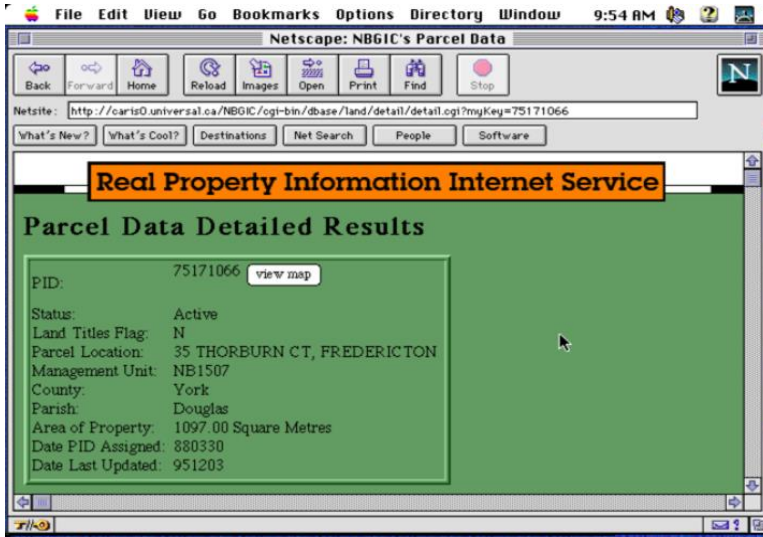 File Edit View Go Bookmarks Options Directory Window 9:54 AM
Netscape: NBGIC's Parcel Data
Back Forward Home Reload Images Open Print Find Stop
N
Netsite: http://caris0.universal.ca/NBGIC/cgi-bin/dbase/land/detail/detail.cgi?myKey=75171066
What's New? What's Cool? Destinations Net Search People Software
Real Property Information Internet Service
Parcel Data Detailed Results
PID: 75171066 view map
Status: Active
Land Titles Flag: N
Parcel Location: 35 THORBURN CT, FREDERICTON
Management Unit: NB1507
County: York
Parish: Douglas
Area of Property: 1097.00 Square Metres
Date PID Assigned: 880330
Date Last Updated: 951203